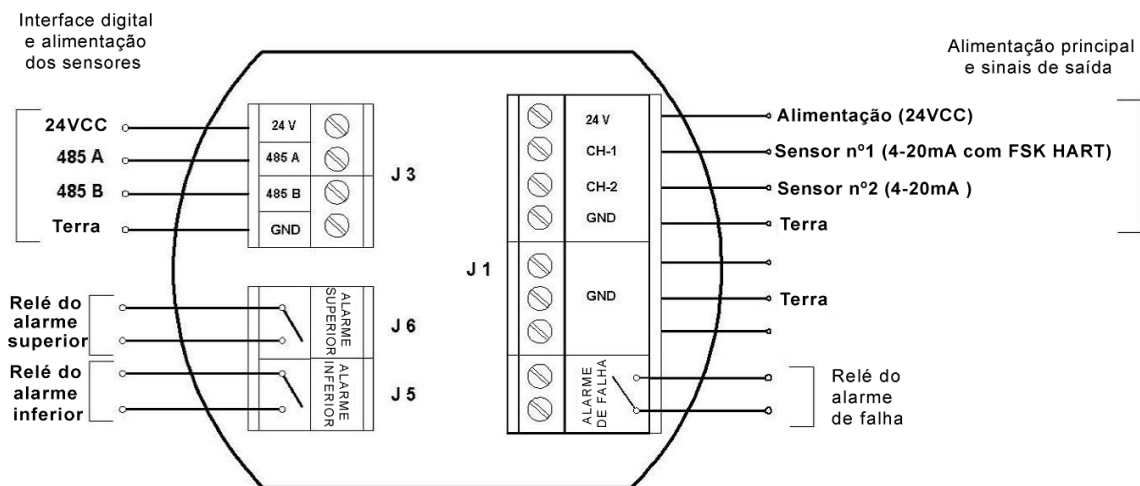 Interface digital
e alimentação
dos sensores
24VCC
485 A
485 B
Terra
24 V
485 A
485 B
GND
J 3
Relé do
alarme
superior
ALARME
SUPERIOR
J 6
Relé do
alarme
inferior
ALARME
INFERIOR
J 5
Alimentação principal
e sinais de saída
J 1
24 V
CH-1
CH-2
GND
GND
ALARME
DE FALHA
Alimentação (24VCC)
Sensor nº1 (4-20mA com FSK HART)
Sensor nº2 (4-20mA )
Terra
Terra
Relé do
alarme
de falha